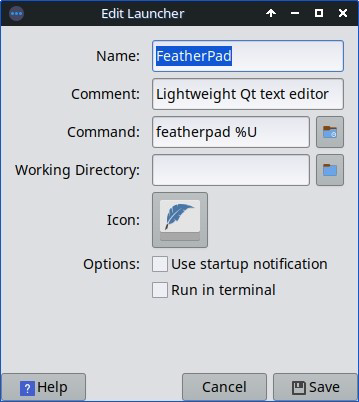 Edit Launcher
Name: FeatherPad
Comment: Lightweight Qt text editor
Command: featherpad %U
Working Directory:
Icon:
Options: Use startup notification
Run in terminal
? Help Cancel Save